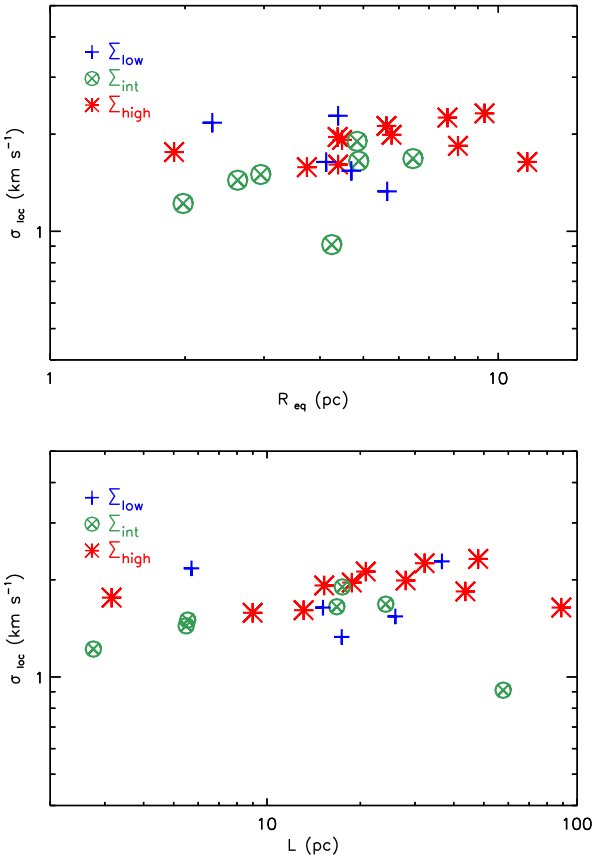 Σlow
Σint
Σhigh
σ loc (km s⁻¹)
1
1
10
R eq (pc)
Σlow
Σint
Σhigh
σ loc (km s⁻¹)
1
10
100
L (pc)